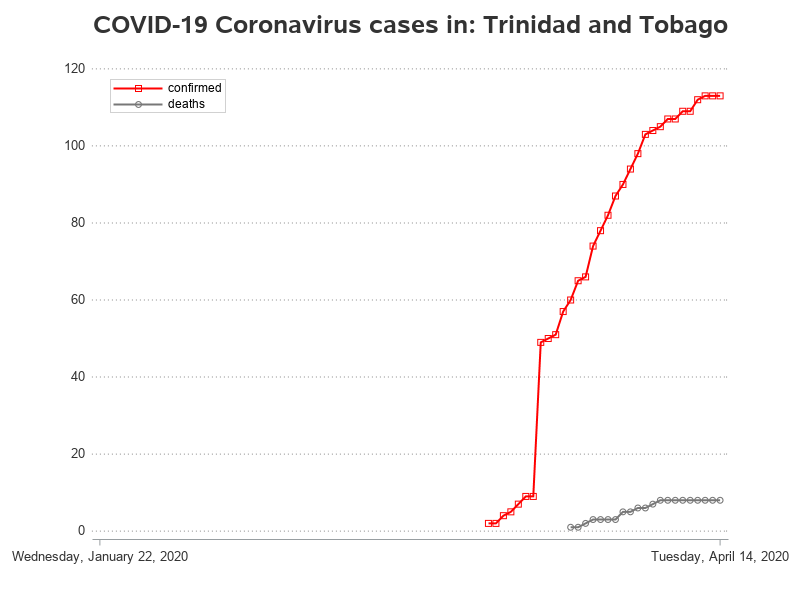 COVID-19 Coronavirus cases in: Trinidad and Tobago
120
confirmed
deaths
100
80
60
40
20
0
Wednesday, January 22, 2020
Tuesday, April 14, 2020